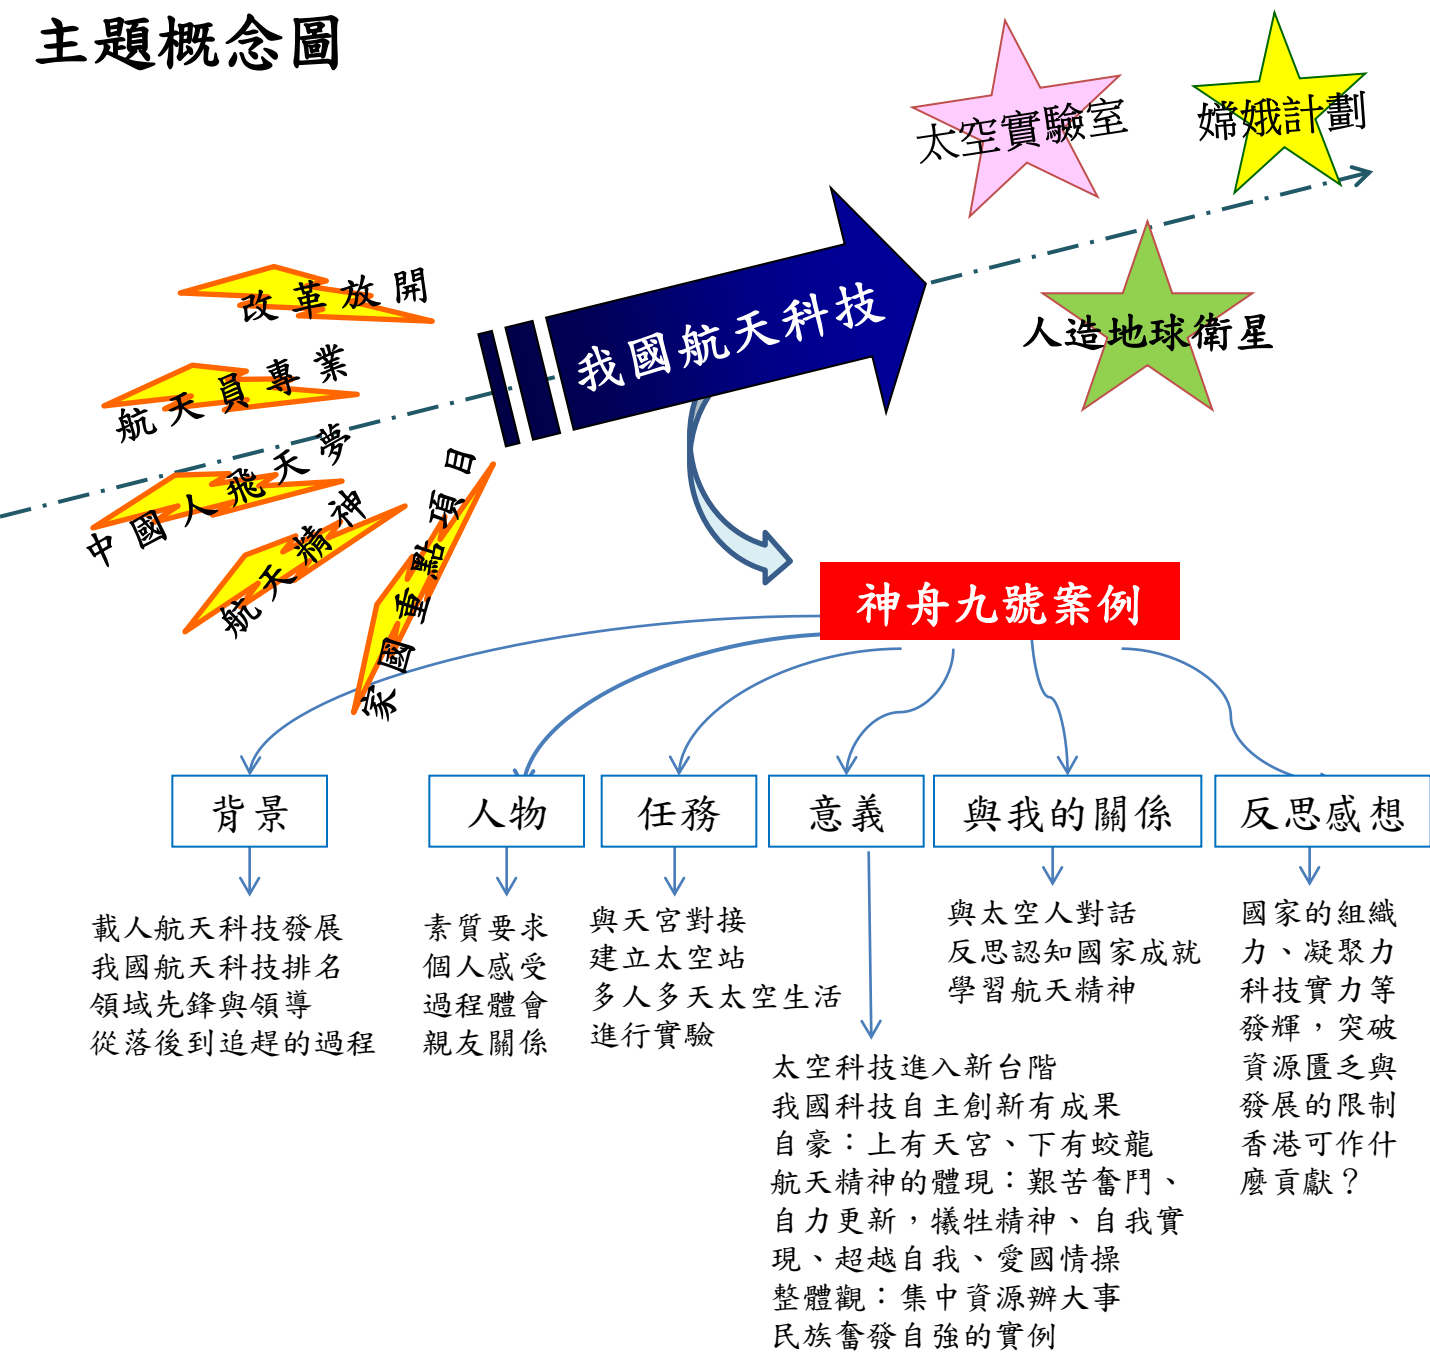 主題概念圖
太空實驗室
嫦娥計劃
人造地球衛星
我國航天科技
改革放開
航天員專業
中國人飛天夢
航天精神
國家重點項目
神舟九號案例
背景
人物
任務
意義
與我的關係
反思感想
載人航天科技發展
我國航天科技排名
領域先鋒與領導
從落後到追趕的過程
素質要求
個人感受
過程體會
親友關係
與天宮對接
建立太空站
多人多天太空生活
進行實驗
太空科技進入新台階
我國科技自主創新有成果
自豪：上有天宮、下有蛟龍
航天精神的體現：艱苦奮鬥、
自力更新，犧牲精神、自我實
現、超越自我、愛國情操
整體觀：集中資源辦大事
民族奮發自強的實例
與太空人對話
反思認知國家成就
學習航天精神
國家的組織
力、凝聚力
科技實力等
發輝，突破
資源匱乏與
發展的限制
香港可作什
麼貢獻？